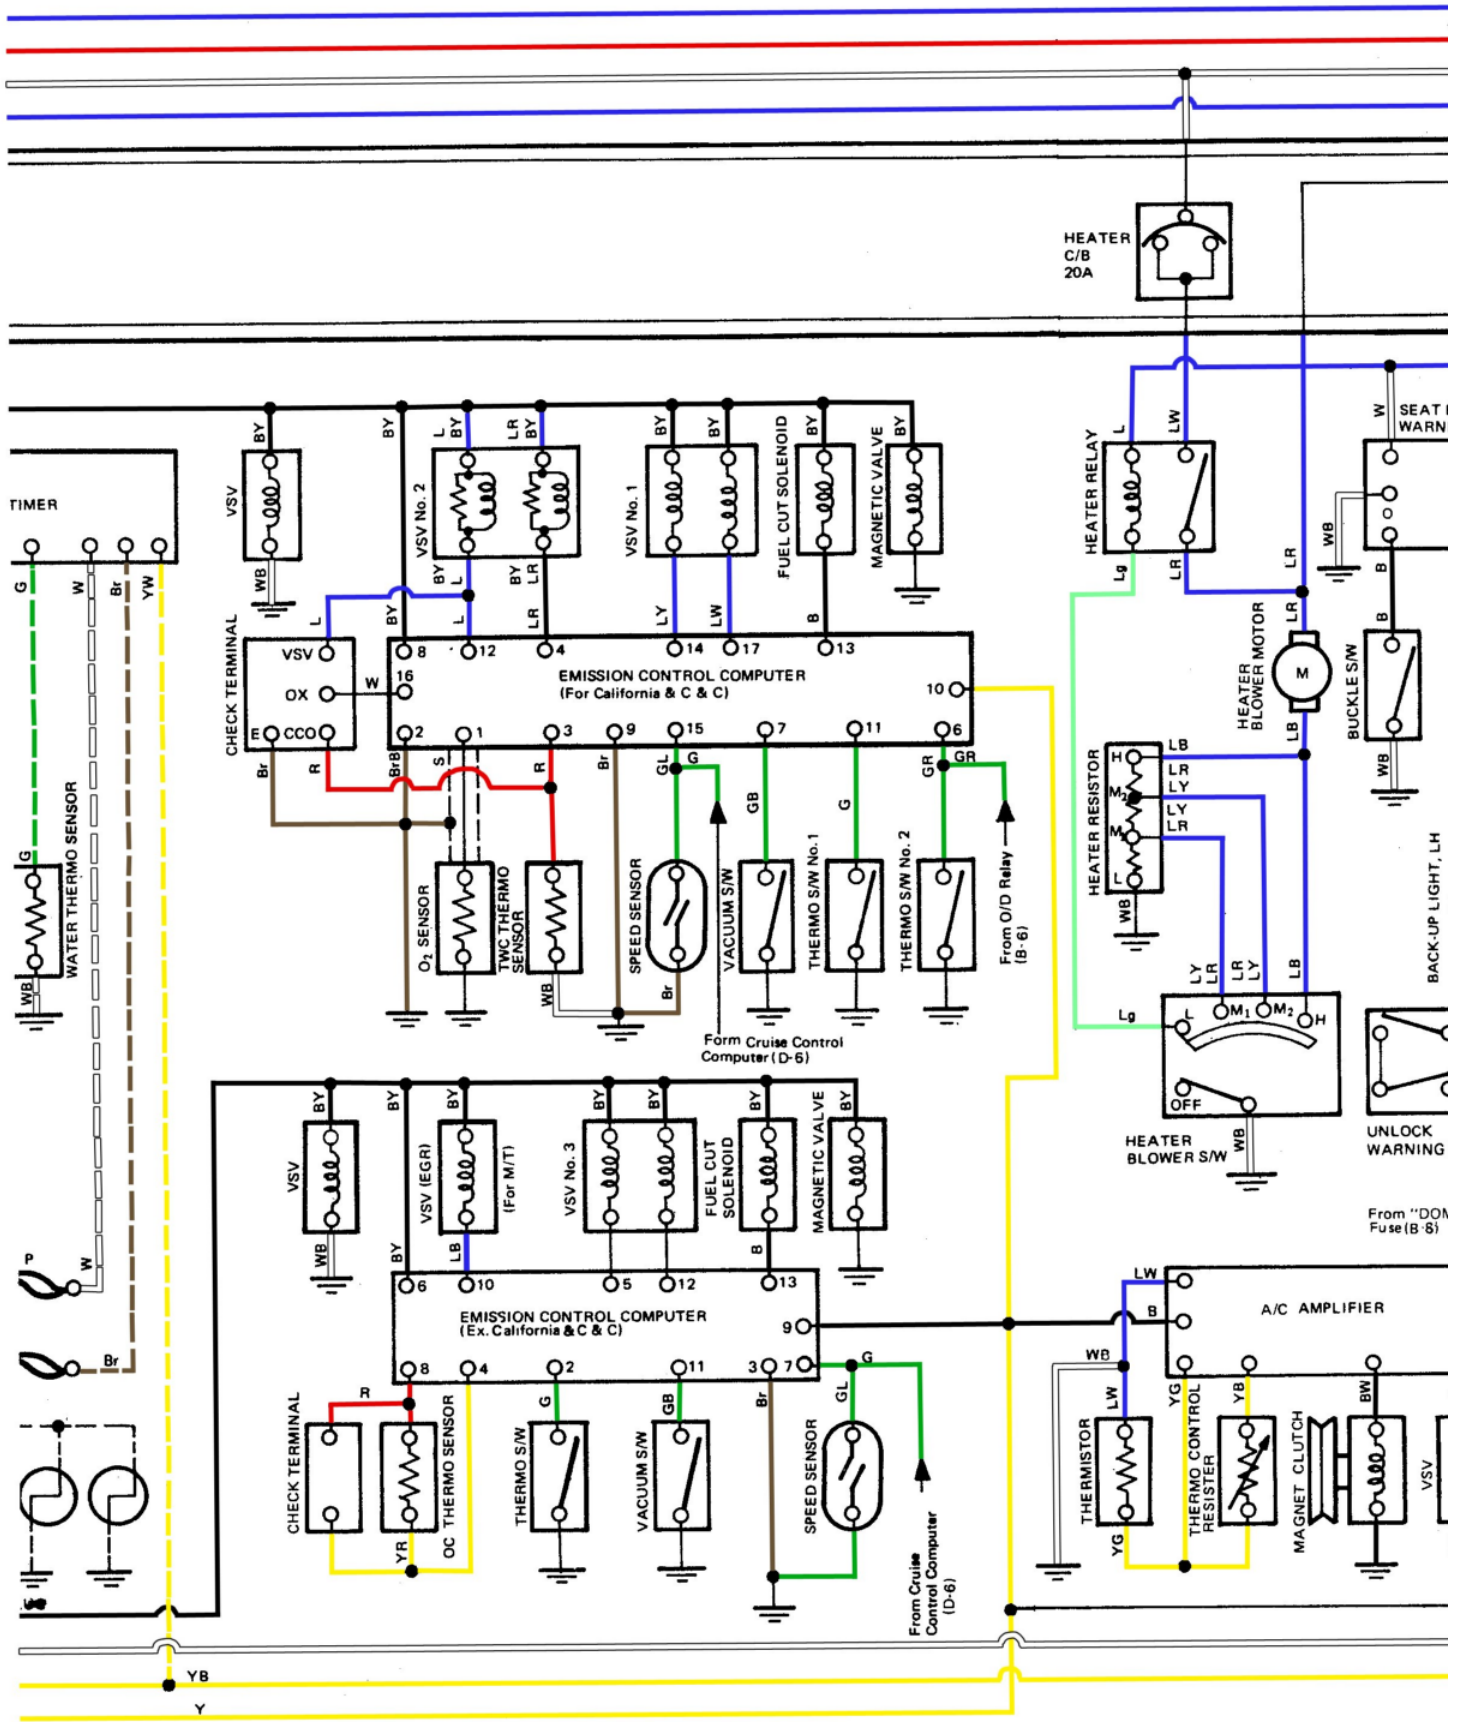 HEATER
C/B
20A
BY
BY
L
BY
LR
BY
BY
BY
FUEL CUT SOLENOID
BY
MAGNETIC VALVE
BY
L
LW
LR
W
SEAT
WARN
TIMER
VSV
VSV No. 2
VSV No. 1
HEATER RELAY
WB
G
W
Br
YW
WB
BY
L
BY
LR
Lg
LR
B
L
BY
L
LR
LY
LW
B
LR
B
CHECK TERMINAL
VSV
OX
E
CCO
W
8
12
4
14
17
13
16
EMISSION CONTROL COMPUTER
(For California & C & C)
10
2
1
3
9
15
7
11
6
HEATER
BLOWER MOTOR
M
BUCKLE S/W
LB
WB
Br
R
BrB
S
R
Br
GL
G
GB
G
GR
GR
HEATER RESISTOR
H
M2
L
LB
LR
LY
LY
LR
WB
G
WATER THERMO SENSOR
WB
O2 SENSOR
TWC THERMO
SENSOR
WB
SPEED SENSOR
Br
VACUUM S/W
THERMO S/W No. 1
THERMO S/W No. 2
From O/D Relay
(B-6)
Form Cruise Control
Computer (D-6)
BACK-UP LIGHT, LH
LY
LR
LR
LY
LB
Lg
L
M1
M2
H
OFF
HEATER
BLOWER S/W
WB
UNLOCK
WARNING
From "DOM
Fuse (B-8)
BY
BY
BY
BY
BY
BY
BY
VSV
VSV (EGR)
(For M/T)
VSV No. 3
FUEL CUT
SOLENOID
MAGNETIC VALVE
WB
BY
LB
B
P
W
Br
6
10
5
12
13
EMISSION CONTROL COMPUTER
(Ex. California & C & C)
9
8
4
2
11
3
7
G
LW
B
A/C AMPLIFIER
WB
R
G
GB
Br
GL
LW
YG
YB
BW
CHECK TERMINAL
OC THERMO SENSOR
THERMO S/W
VACUUM S/W
SPEED SENSOR
THERMISTOR
THERMO CONTROL
RESISTER
MAGNET CLUTCH
VSV
YR
YG
From Cruise
Control Computer
(D-6)
YB
Y